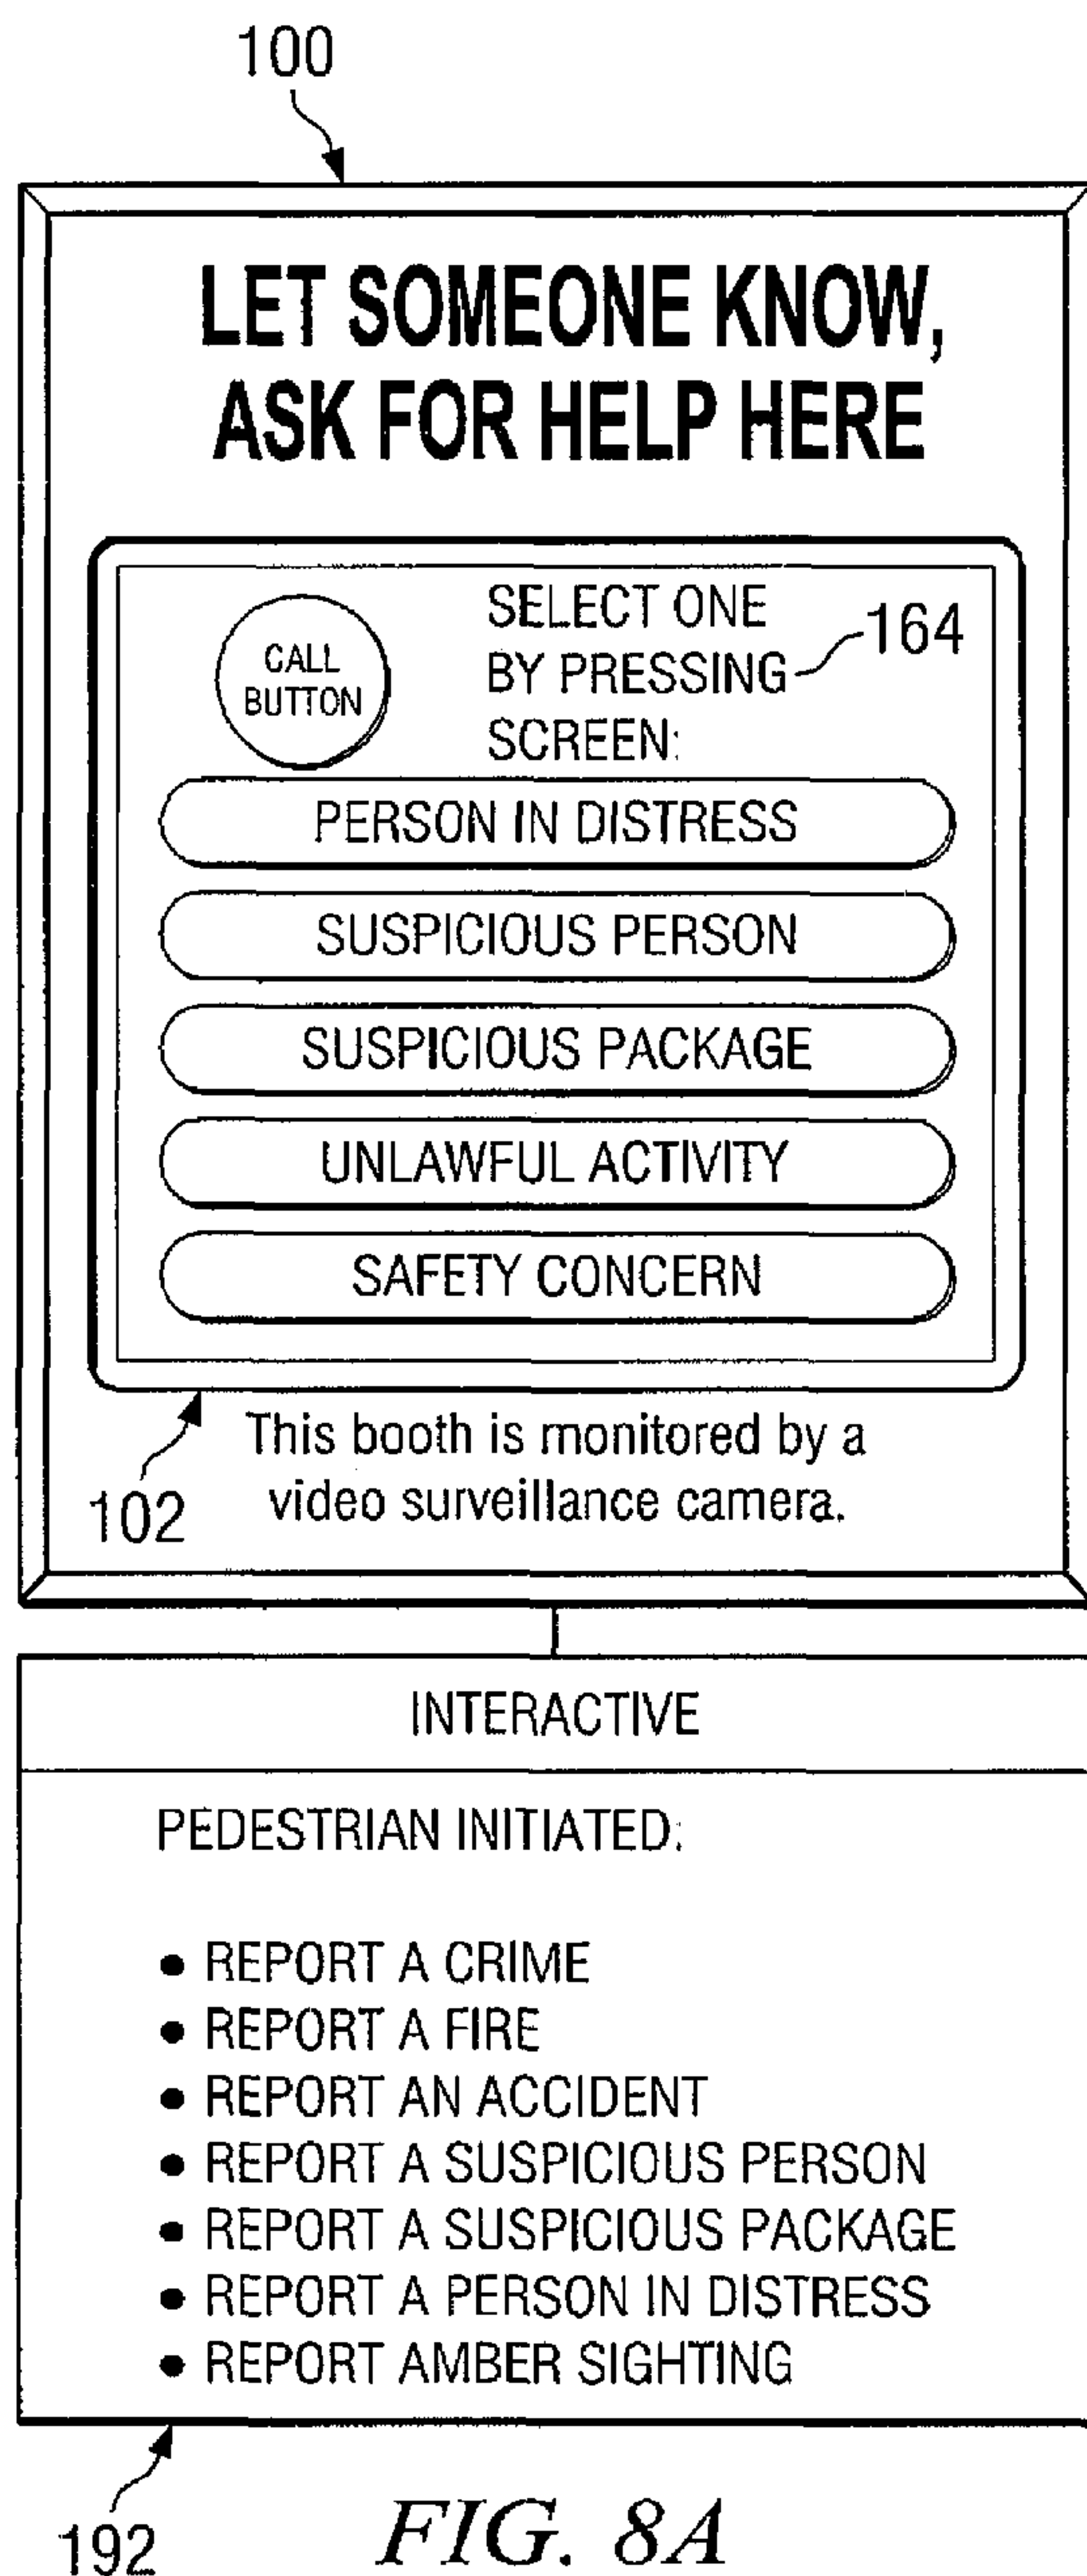 100
LET SOMEONE KNOW,
ASK FOR HELP HERE
CALL
BUTTON
SELECT ONE
BY PRESSING
SCREEN:
164
PERSON IN DISTRESS
SUSPICIOUS PERSON
SUSPICIOUS PACKAGE
UNLAWFUL ACTIVITY
SAFETY CONCERN
102
This booth is monitored by a
video surveillance camera.
INTERACTIVE
PEDESTRIAN INITIATED:
• REPORT A CRIME
• REPORT A FIRE
• REPORT AN ACCIDENT
• REPORT A SUSPICIOUS PERSON
• REPORT A SUSPICIOUS PACKAGE
• REPORT A PERSON IN DISTRESS
• REPORT AMBER SIGHTING
192
FIG. 8A